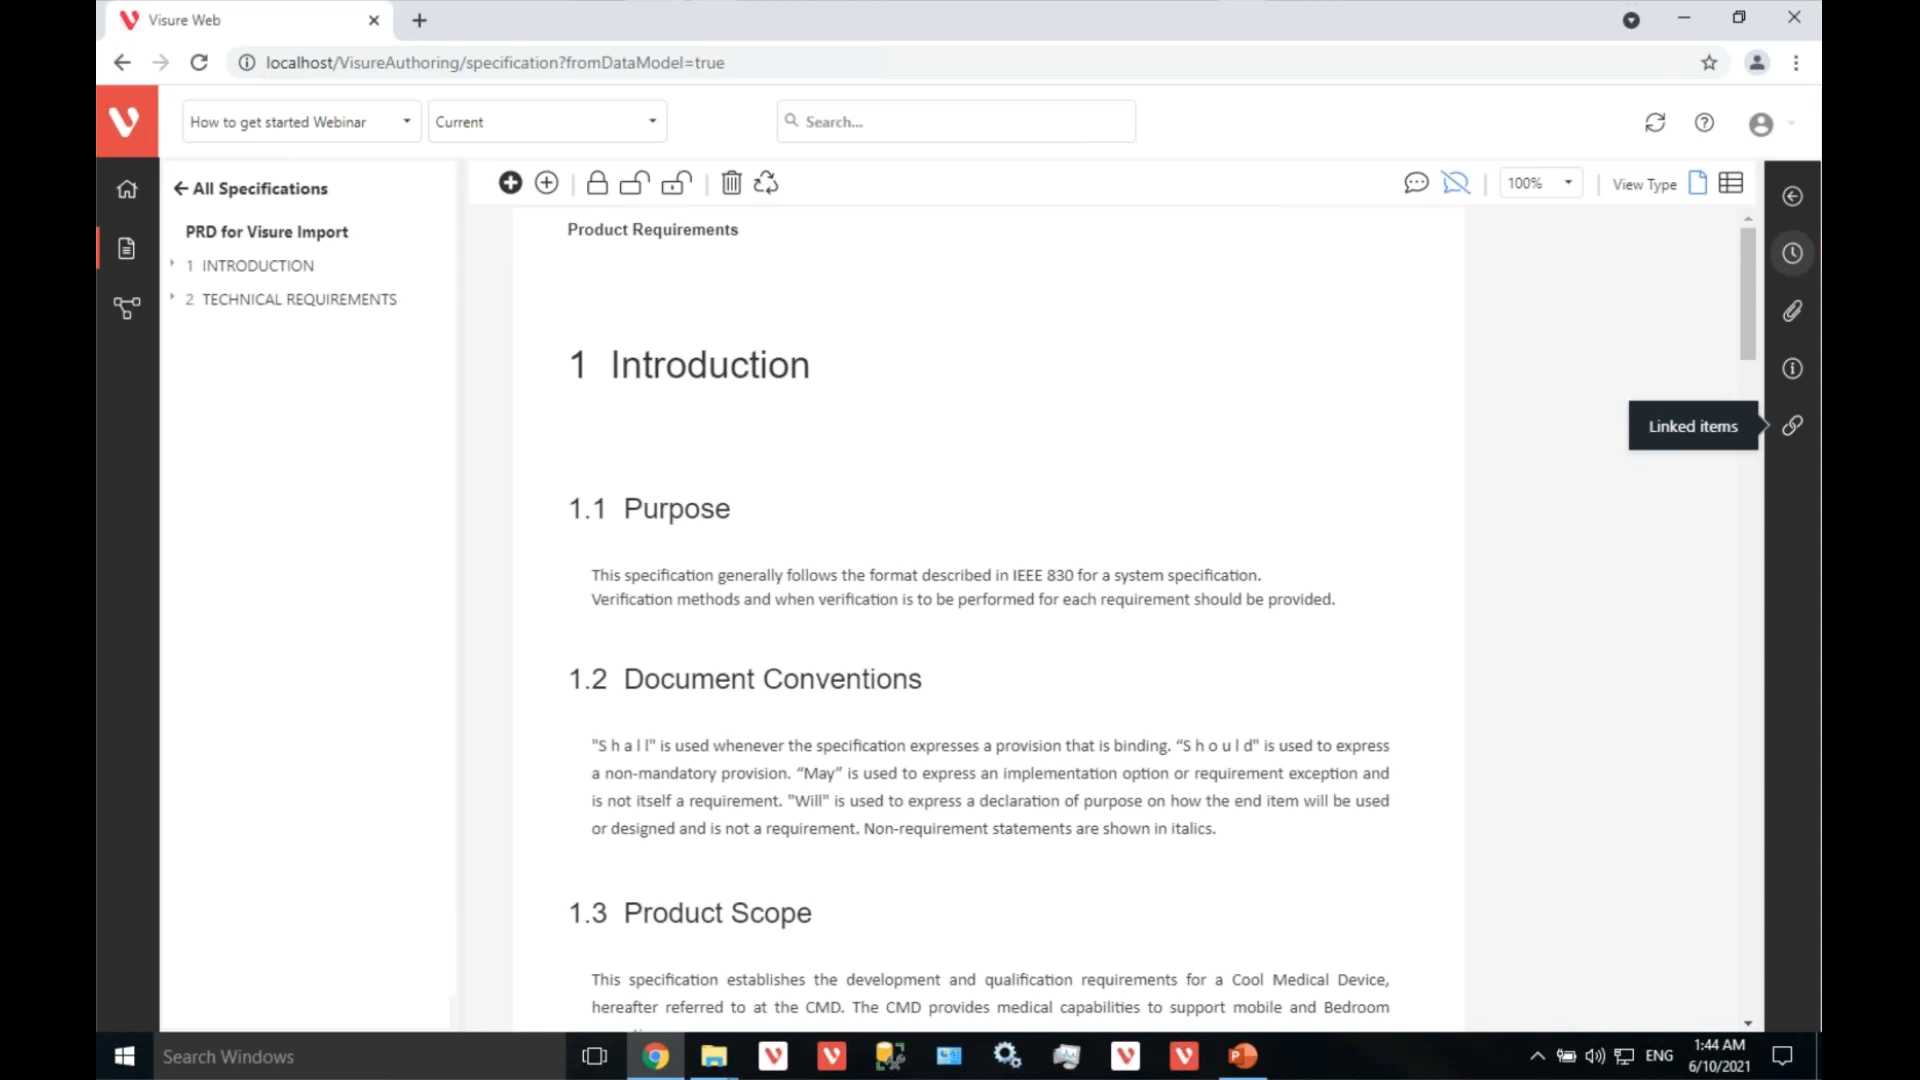 Visure Web
localhost/VisureAuthoring/specification?fromDataModel=true
How to get started Webinar
Current
Search...
All Specifications
PRD for Visure Import
1 INTRODUCTION
2 TECHNICAL REQUIREMENTS
100%
View Type
Product Requirements
1 Introduction
Linked items
1.1 Purpose
This specification generally follows the format described in IEEE 830 for a system specification.
Verification methods and when verification is to be performed for each requirement should be provided.
1.2 Document Conventions
"S h a l l" is used whenever the specification expresses a provision that is binding. “S h o u l d" is used to express
a non-mandatory provision. “May” is used to express an implementation option or requirement exception and
is not itself a requirement. "Will" is used to express a declaration of purpose on how the end item will be used
or designed and is not a requirement. Non-requirement statements are shown in italics.
1.3 Product Scope
This specification establishes the development and qualification requirements for a Cool Medical Device,
hereafter referred to at the CMD. The CMD provides medical capabilities to support mobile and Bedroom
Search Windows
ENG
1:44 AM
6/10/2021